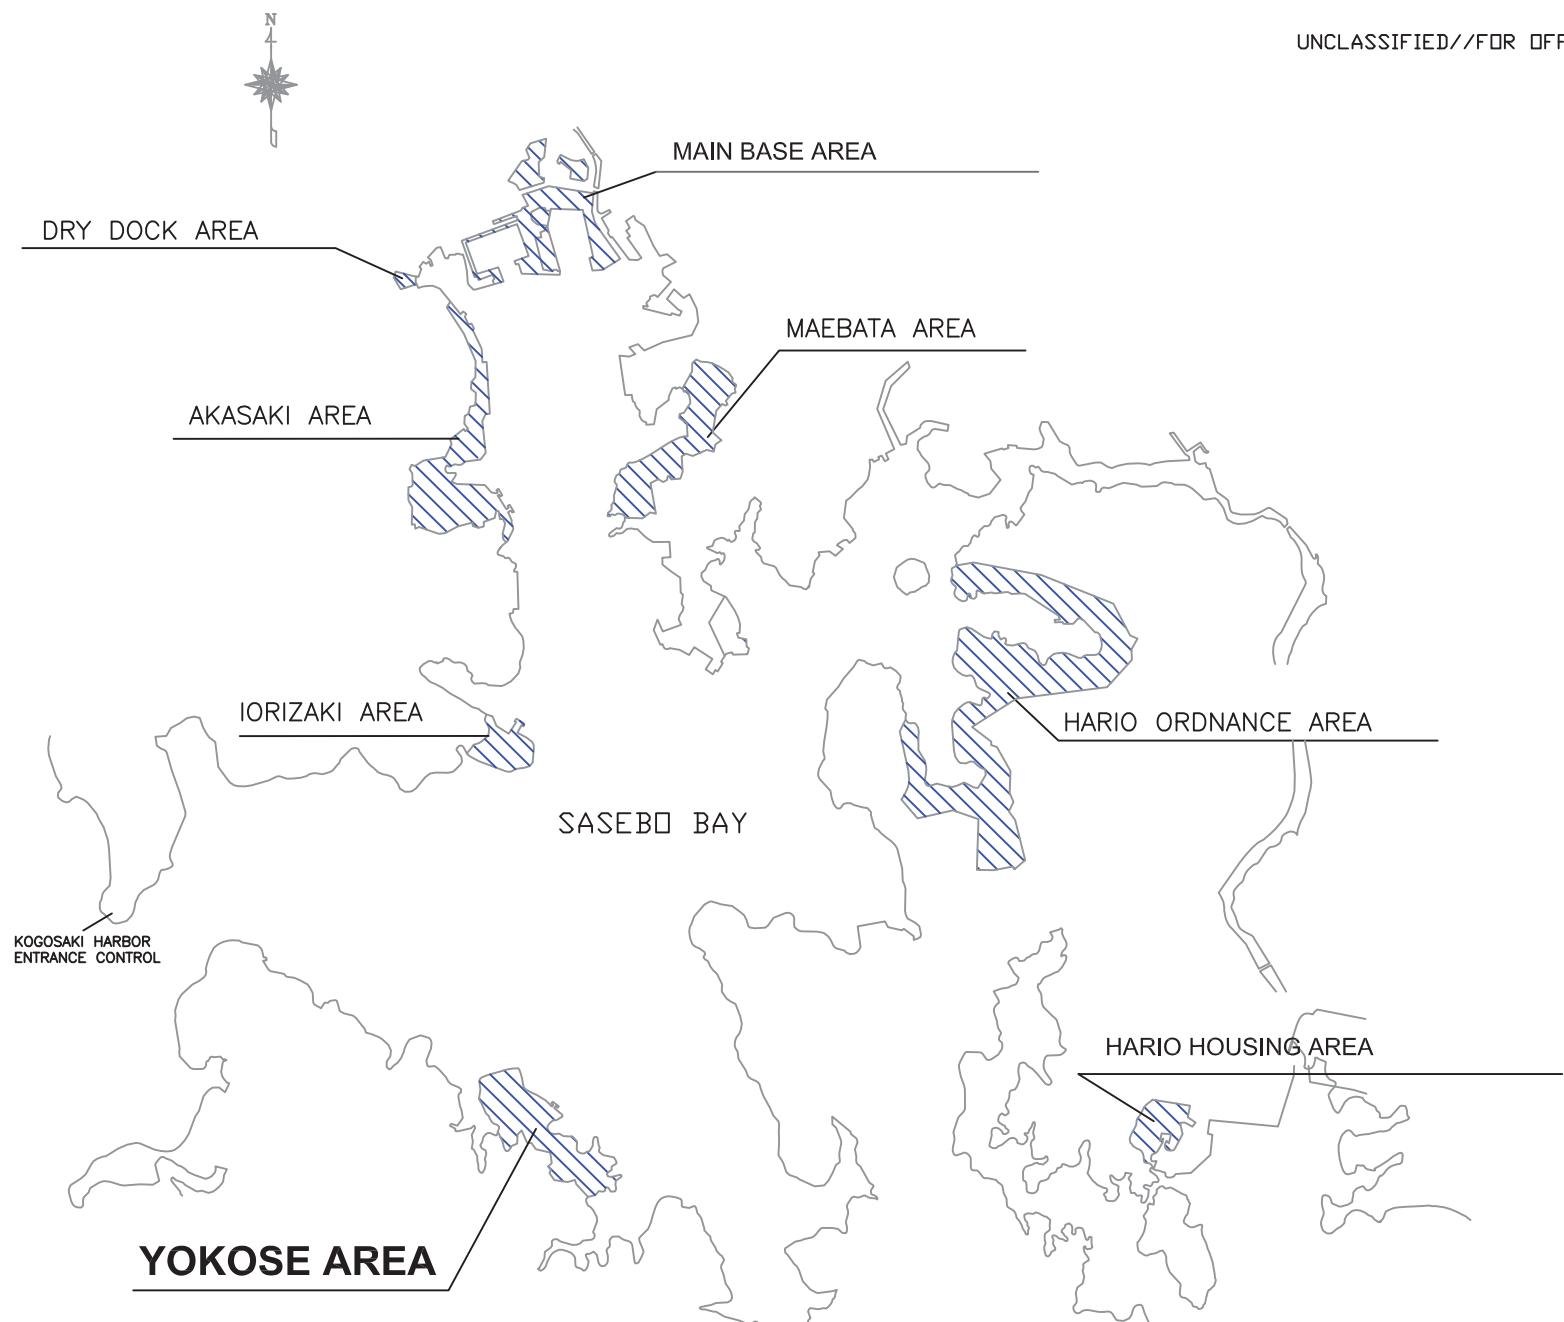 N
UNCLASSIFIED//FOR OFF
MAIN BASE AREA
DRY DOCK AREA
MAEBATA AREA
AKASAKI AREA
IORIZAKI AREA
HARIO ORDNANCE AREA
SASEBO BAY
KOGOSAKI HARBOR
ENTRANCE CONTROL
HARIO HOUSING AREA
YOKOSE AREA